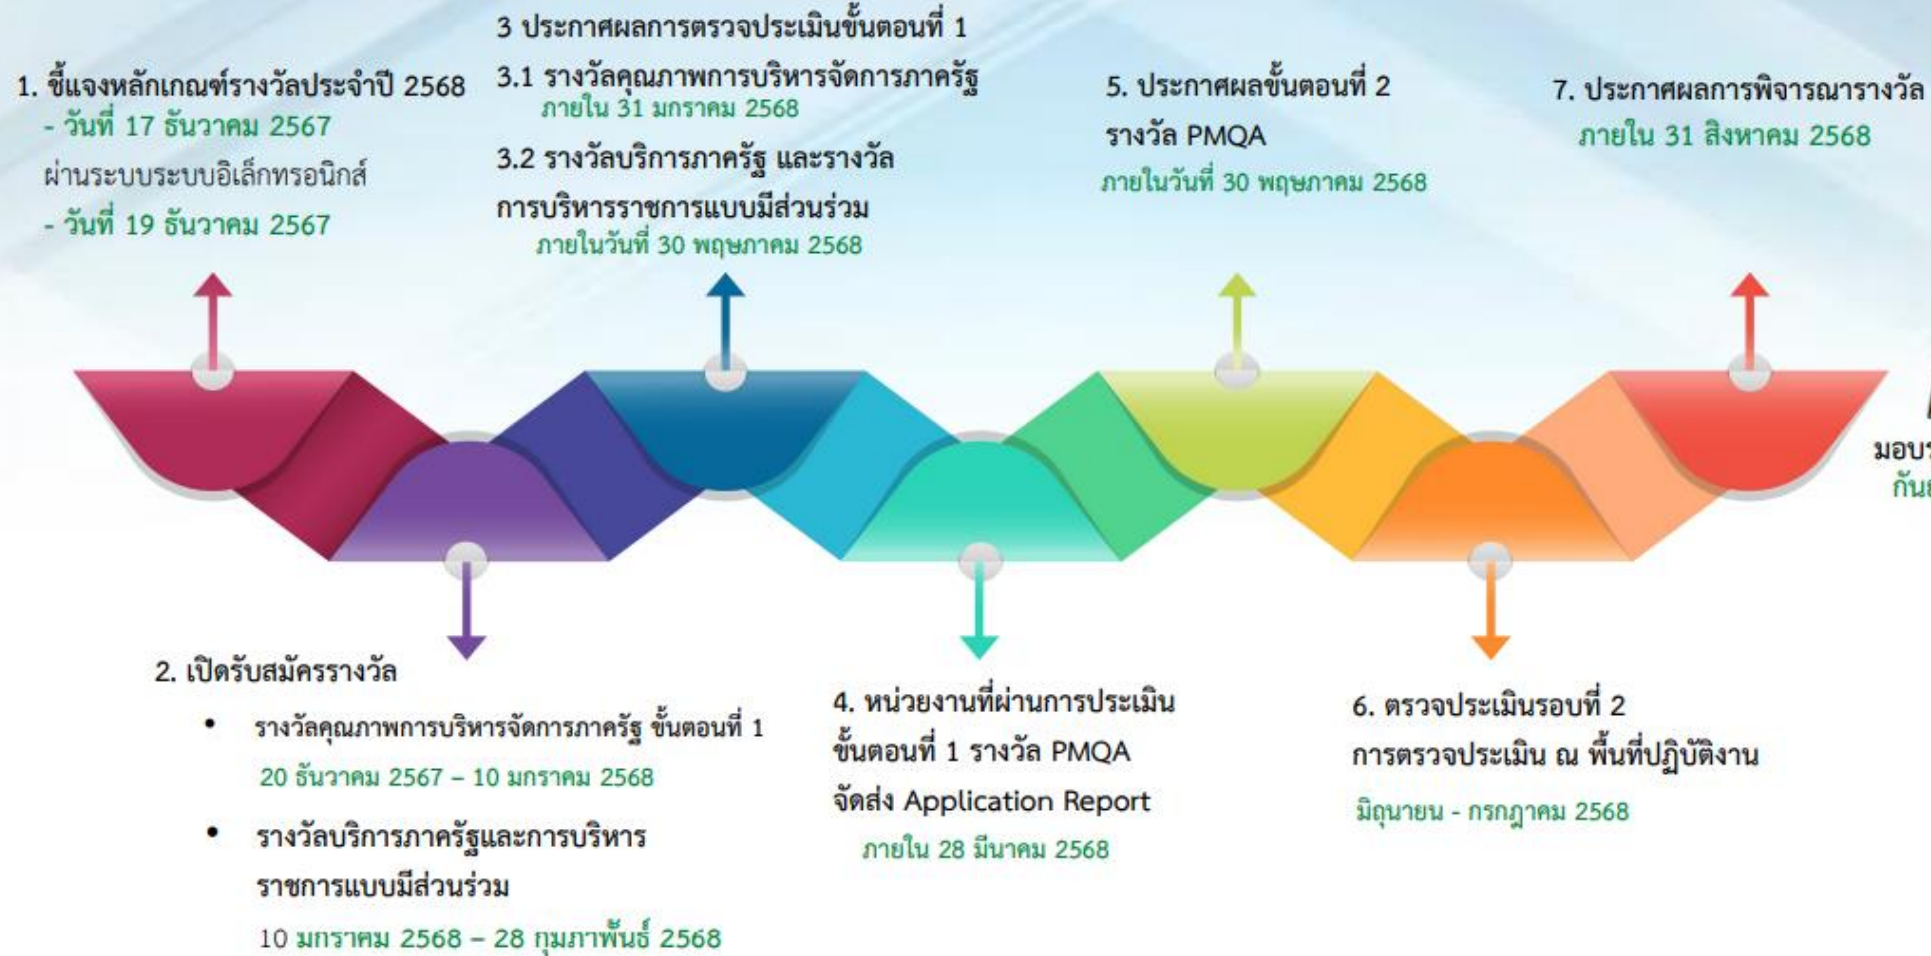 1. ชี้แจงหลักเกณฑ์รางวัลประจำปี 2568
- วันที่ 17 ธันวาคม 2567
ผ่านระบบระบบอิเล็กทรอนิกส์
- วันที่ 19 ธันวาคม 2567
2. เปิดรับสมัครรางวัล
• รางวัลคุณภาพการบริหารจัดการภาครัฐ ขั้นตอนที่ 1
20 ธันวาคม 2567 – 10 มกราคม 2568
• รางวัลบริการภาครัฐและการบริหาร
ราชการแบบมีส่วนร่วม
10 มกราคม 2568 – 28 กุมภาพันธ์ 2568
3 ประกาศผลการตรวจประเมินขั้นตอนที่ 1
3.1 รางวัลคุณภาพการบริหารจัดการภาครัฐ
ภายใน 31 มกราคม 2568
3.2 รางวัลบริการภาครัฐ และรางวัล
การบริหารราชการแบบมีส่วนร่วม
ภายในวันที่ 30 พฤษภาคม 2568
4. หน่วยงานที่ผ่านการประเมิน
ขั้นตอนที่ 1 รางวัล PMQA
จัดส่ง Application Report
ภายใน 28 มีนาคม 2568
5. ประกาศผลขั้นตอนที่ 2
รางวัล PMQA
ภายในวันที่ 30 พฤษภาคม 2568
6. ตรวจประเมินรอบที่ 2
การตรวจประเมิน ณ พื้นที่ปฏิบัติงาน
มิถุนายน - กรกฎาคม 2568
7. ประกาศผลการพิจารณารางวัล
ภายใน 31 สิงหาคม 2568